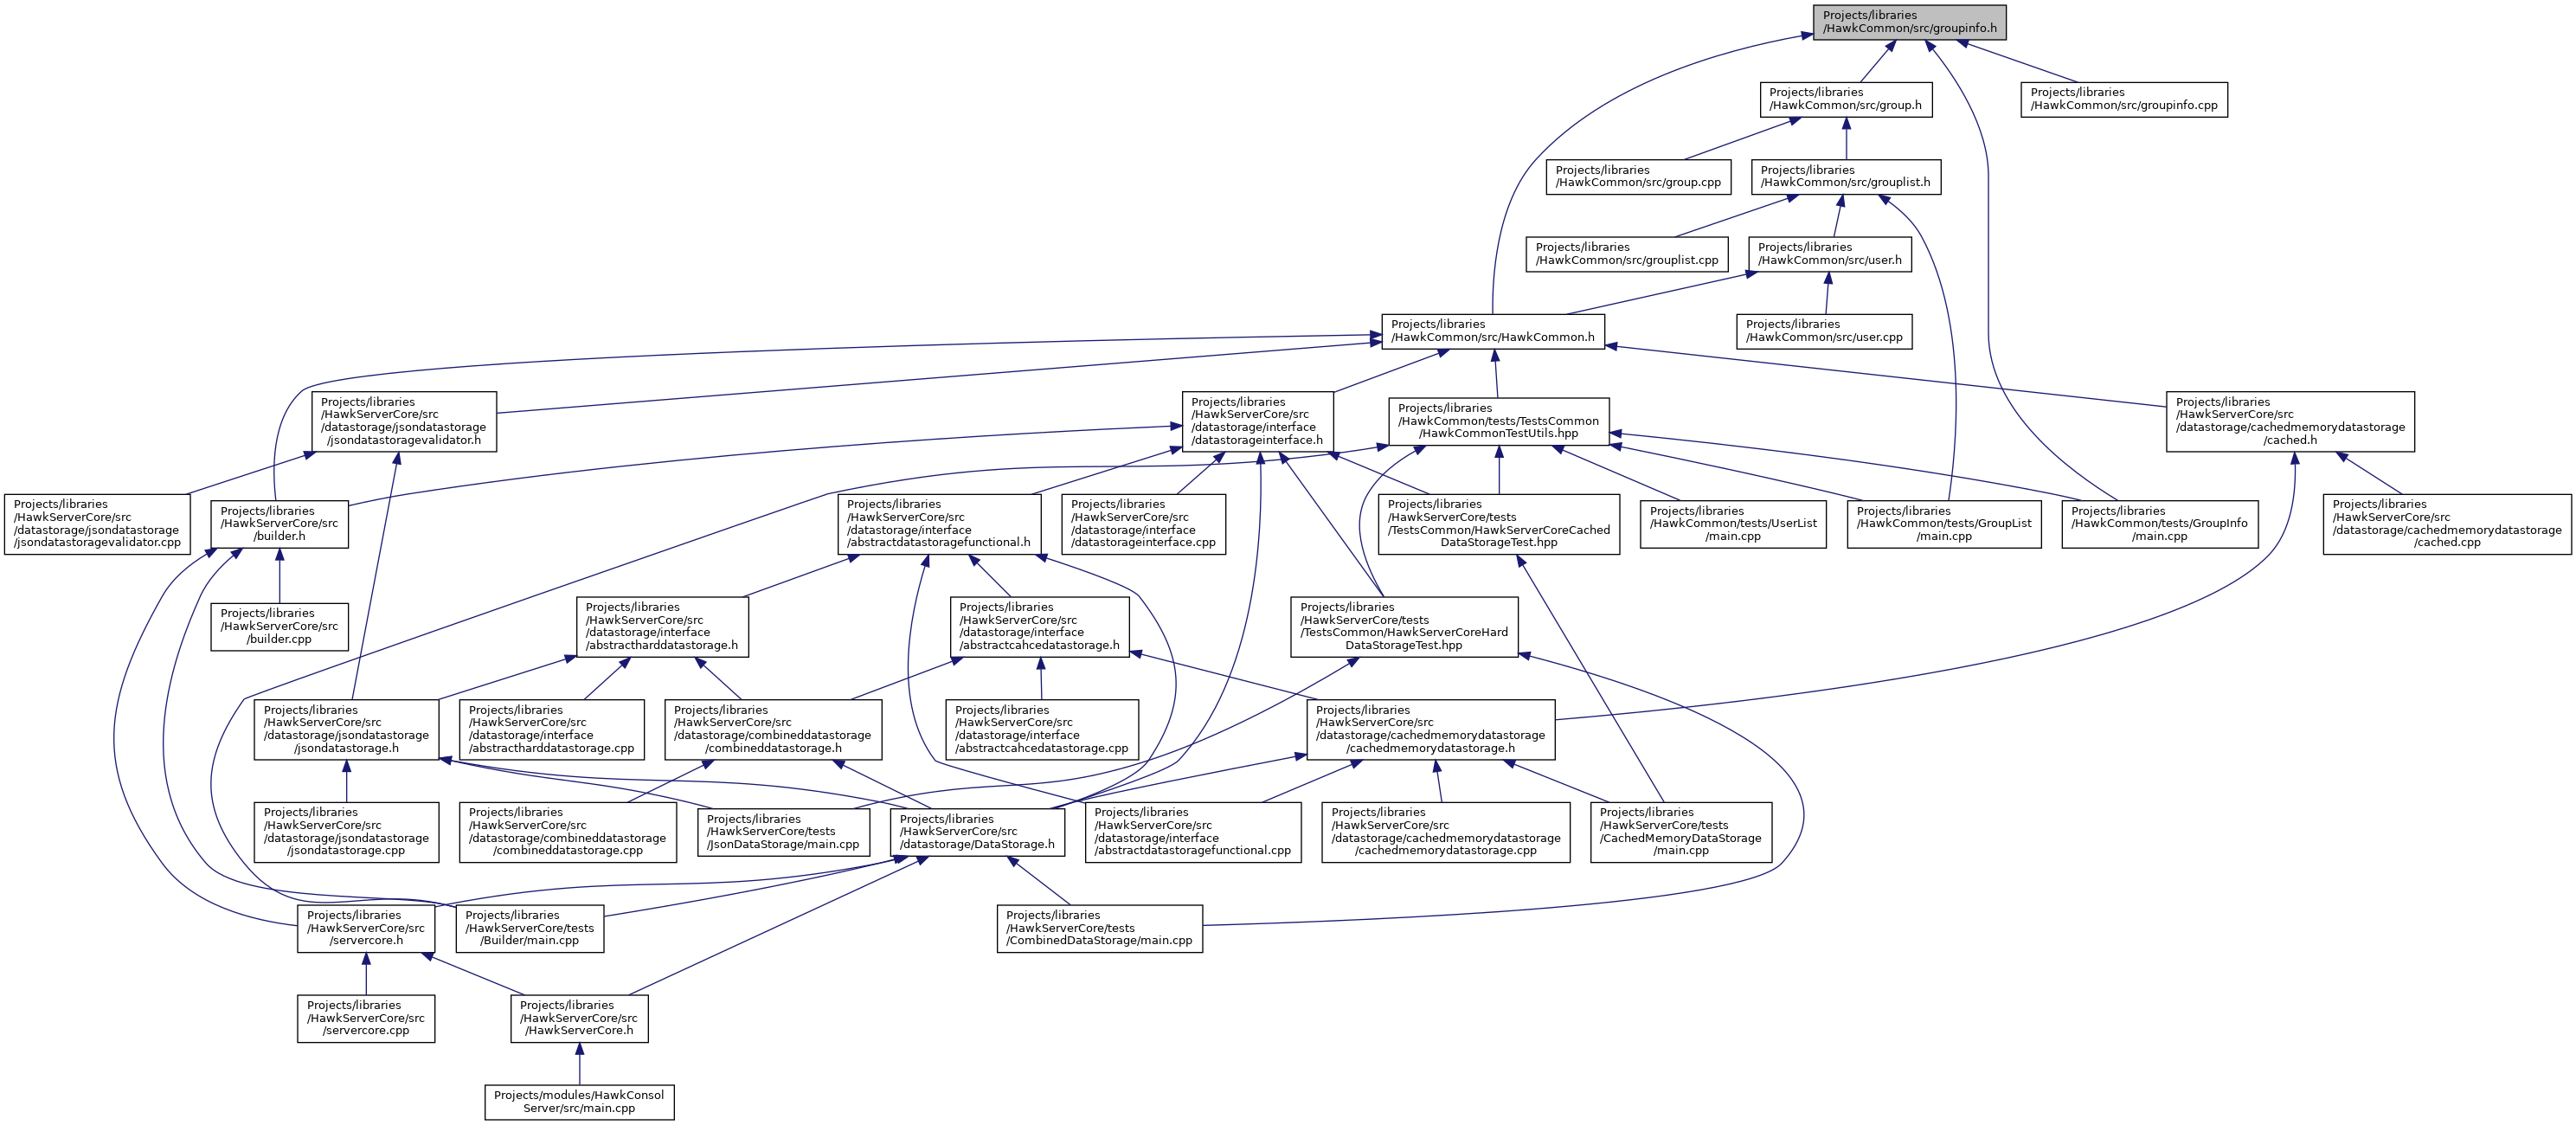 Projects/libraries
/HawkCommon/src/groupinfo.h
Projects/libraries
/HawkCommon/src/group.h
Projects/libraries
/HawkCommon/src/groupinfo.cpp
Projects/libraries
/HawkCommon/src/group.cpp
Projects/libraries
/HawkCommon/src/grouplist.h
Projects/libraries
/HawkCommon/src/grouplist.cpp
Projects/libraries
/HawkCommon/src/user.h
Projects/libraries
/HawkCommon/src/HawkCommon.h
Projects/libraries
/HawkCommon/src/user.cpp
Projects/libraries
/HawkServerCore/src
/datastorage/jsondatastorage
/jsondatastoragevalidator.h
Projects/libraries
/HawkServerCore/src
/datastorage/interface
/datastorageinterface.h
Projects/libraries
/HawkCommon/tests/TestsCommon
/HawkCommonTestUtils.hpp
Projects/libraries
/HawkServerCore/src
/datastorage/cachedmemorydatastorage
/cached.h
Projects/libraries
/HawkServerCore/src
/datastorage/jsondatastorage
/jsondatastoragevalidator.cpp
Projects/libraries
/HawkServerCore/src
/builder.h
Projects/libraries
/HawkServerCore/src
/datastorage/interface
/abstractdatastoragefunctional.h
Projects/libraries
/HawkServerCore/src
/datastorage/interface
/datastorageinterface.cpp
Projects/libraries
/HawkServerCore/tests
/TestsCommon/HawkServerCoreCached
DataStorageTest.hpp
Projects/libraries
/HawkCommon/tests/UserList
/main.cpp
Projects/libraries
/HawkCommon/tests/GroupList
/main.cpp
Projects/libraries
/HawkCommon/tests/GroupInfo
/main.cpp
Projects/libraries
/HawkServerCore/src
/datastorage/cachedmemorydatastorage
/cached.cpp
Projects/libraries
/HawkServerCore/src
/builder.cpp
Projects/libraries
/HawkServerCore/src
/datastorage/interface
/abstractharddatastorage.h
Projects/libraries
/HawkServerCore/src
/datastorage/interface
/abstractcahcedatastorage.h
Projects/libraries
/HawkServerCore/tests
/TestsCommon/HawkServerCoreHard
DataStorageTest.hpp
Projects/libraries
/HawkServerCore/src
/datastorage/jsondatastorage
/jsondatastorage.h
Projects/libraries
/HawkServerCore/src
/datastorage/interface
/abstractharddatastorage.cpp
Projects/libraries
/HawkServerCore/src
/datastorage/combineddatastorage
/combineddatastorage.h
Projects/libraries
/HawkServerCore/src
/datastorage/interface
/abstractcahcedatastorage.cpp
Projects/libraries
/HawkServerCore/src
/datastorage/cachedmemorydatastorage
/cachedmemorydatastorage.h
Projects/libraries
/HawkServerCore/src
/datastorage/jsondatastorage
/jsondatastorage.cpp
Projects/libraries
/HawkServerCore/src
/datastorage/combineddatastorage
/combineddatastorage.cpp
Projects/libraries
/HawkServerCore/tests
/JsonDataStorage/main.cpp
Projects/libraries
/HawkServerCore/src
/datastorage/DataStorage.h
Projects/libraries
/HawkServerCore/src
/datastorage/interface
/abstractdatastoragefunctional.cpp
Projects/libraries
/HawkServerCore/src
/datastorage/cachedmemorydatastorage
/cachedmemorydatastorage.cpp
Projects/libraries
/HawkServerCore/tests
/CachedMemoryDataStorage
/main.cpp
Projects/libraries
/HawkServerCore/src
/servercore.h
Projects/libraries
/HawkServerCore/tests
/Builder/main.cpp
Projects/libraries
/HawkServerCore/tests
/CombinedDataStorage/main.cpp
Projects/libraries
/HawkServerCore/src
/servercore.cpp
Projects/libraries
/HawkServerCore/src
/HawkServerCore.h
Projects/modules/HawkConsol
Server/src/main.cpp